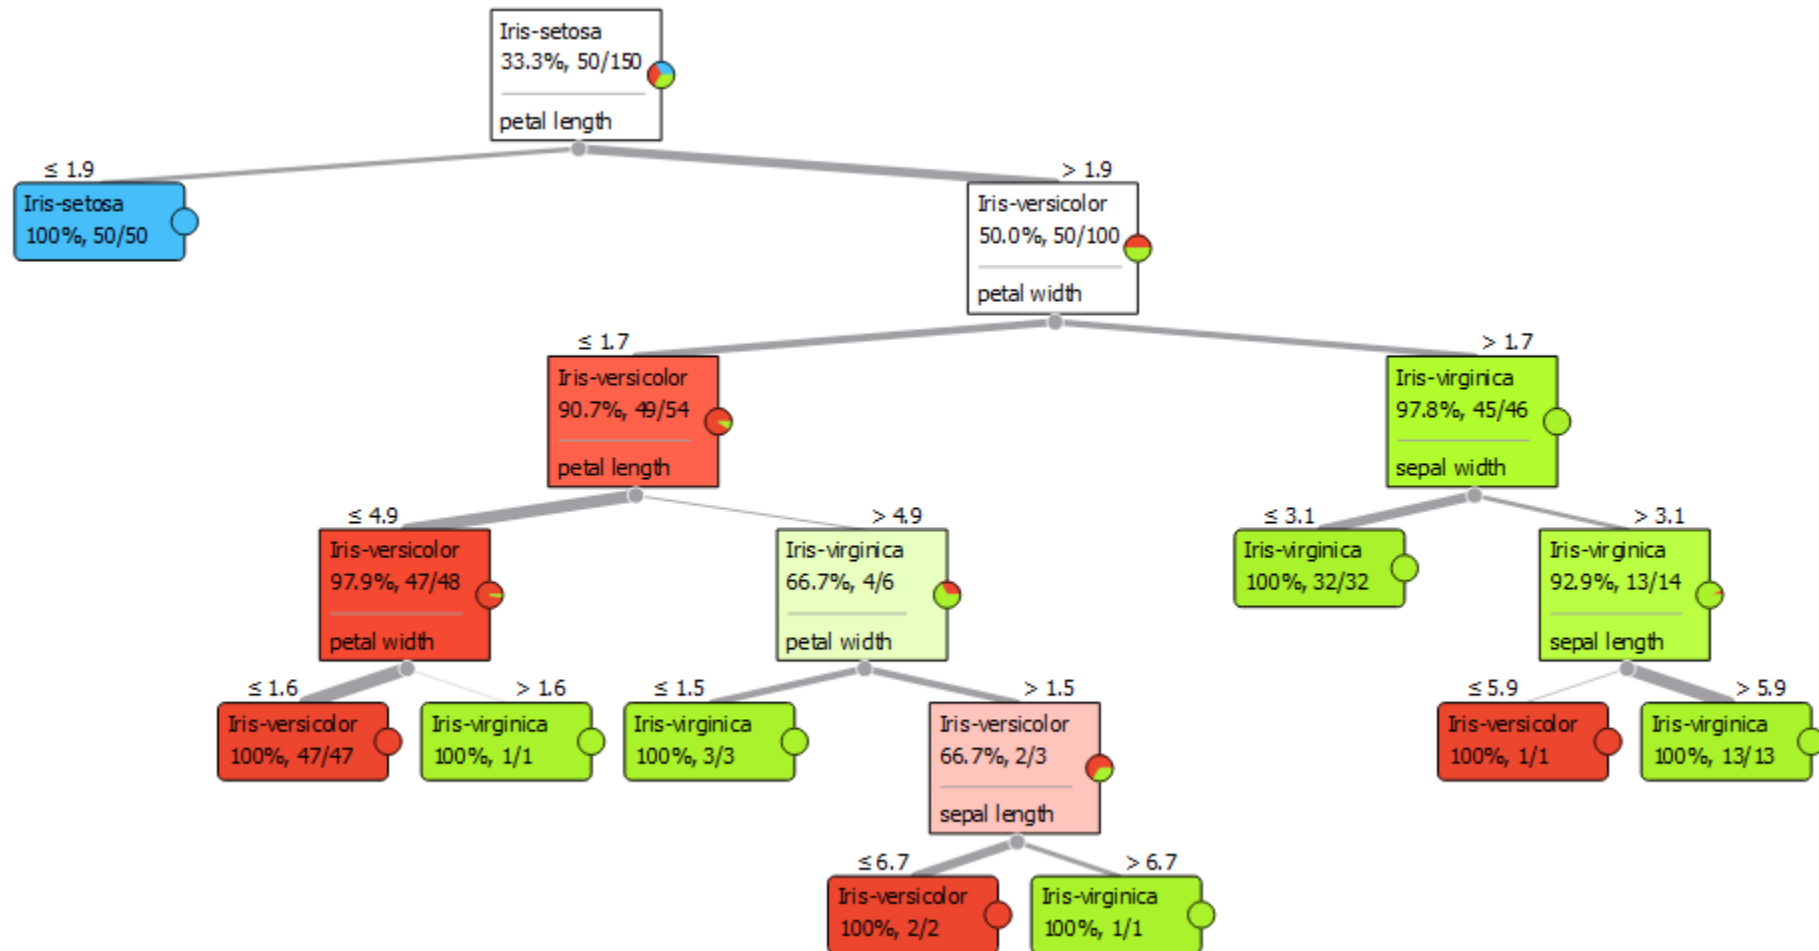 Iris-setosa
33.3%, 50/150
petal length
≤ 1.9
> 1.9
Iris-setosa
100%, 50/50
Iris-versicolor
50.0%, 50/100
petal width
≤ 1.7
> 1.7
Iris-versicolor
90.7%, 49/54
petal length
Iris-virginica
97.8%, 45/46
sepal width
≤ 4.9
> 4.9
≤ 3.1
> 3.1
Iris-versicolor
97.9%, 47/48
petal width
Iris-virginica
66.7%, 4/6
petal width
Iris-virginica
100%, 32/32
Iris-virginica
92.9%, 13/14
sepal length
≤ 1.6
> 1.6
≤ 1.5
> 1.5
≤ 5.9
> 5.9
Iris-versicolor
100%, 47/47
Iris-virginica
100%, 1/1
Iris-virginica
100%, 3/3
Iris-versicolor
66.7%, 2/3
sepal length
Iris-versicolor
100%, 1/1
Iris-virginica
100%, 13/13
≤ 6.7
> 6.7
Iris-versicolor
100%, 2/2
Iris-virginica
100%, 1/1